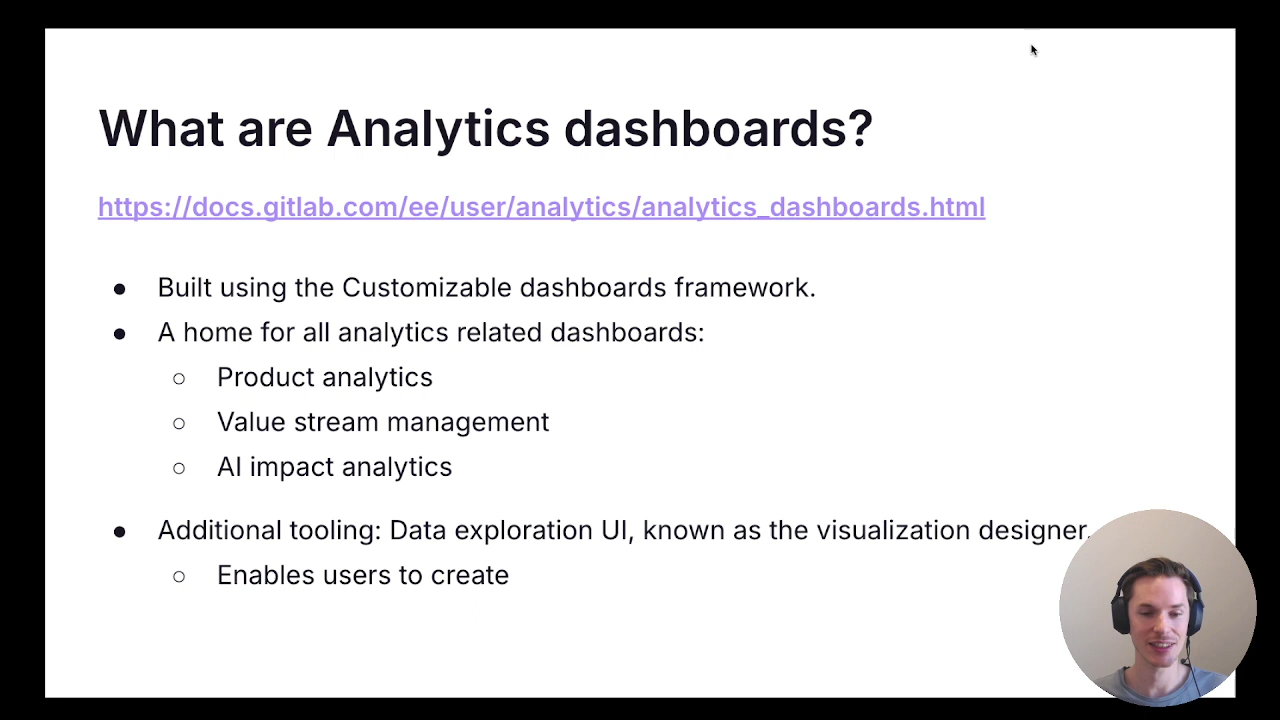 What are Analytics dashboards?
https://docs.gitlab.com/ee/user/analytics/analytics_dashboards.html
● Built using the Customizable dashboards framework.
● A home for all analytics related dashboards:
○ Product analytics
○ Value stream management
○ AI impact analytics
● Additional tooling: Data exploration UI, known as the visualization designer.
○ Enables users to create